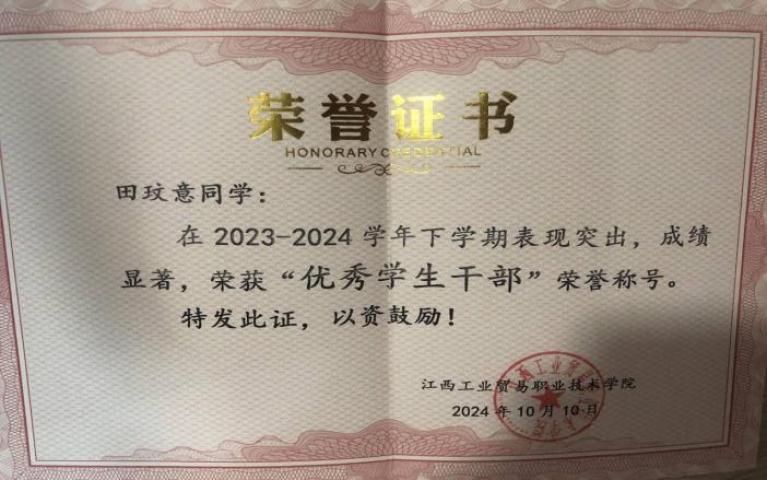 荣誉证书
HONORARY CREDENTIAL
田玟意同学：
在 2023-2024 学年下学期表现突出，成绩
显著，荣获“优秀学生干部”荣誉称号。
特发此证，以资鼓励！
江西工业贸易职业技术学院
2024 年 10 月 10 日